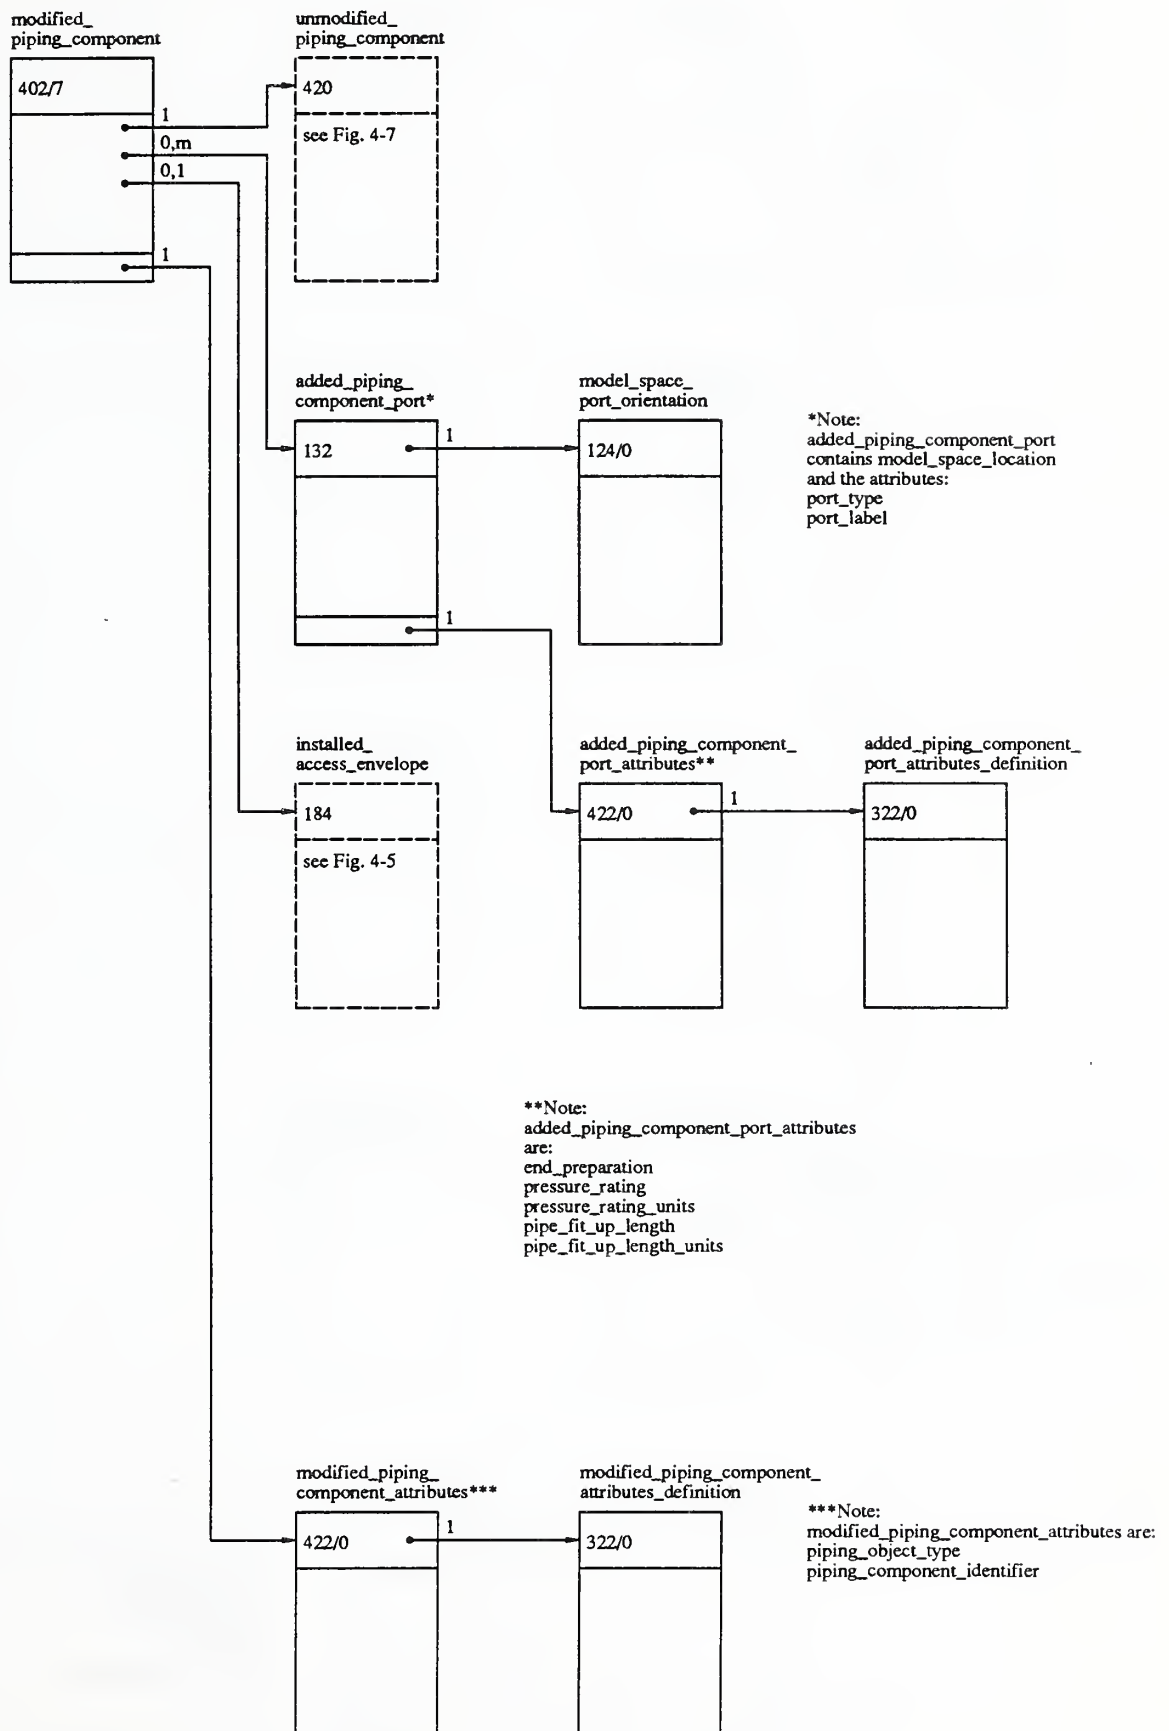 modified_
piping_component
unmodified_
piping_component
402/7
420
1
see Fig. 4-7
0,m
0,1
1
added_piping_
component_port*
model_space_
port_orientation
132
1
124/0
*Note:
added_piping_component_port
contains model_space_location
and the attributes:
port_type
port_label
1
installed_
access_envelope
added_piping_component_
port_attributes**
added_piping_component_
port_attributes_definition
184
422/0
1
322/0
see Fig. 4-5
**Note:
added_piping_component_port_attributes
are:
end_preparation
pressure_rating
pressure_rating_units
pipe_fit_up_length
pipe_fit_up_length_units
modified_piping_
component_attributes***
modified_piping_component_
attributes_definition
422/0
1
322/0
***Note:
modified_piping_component_attributes are:
piping_object_type
piping_component_identifier